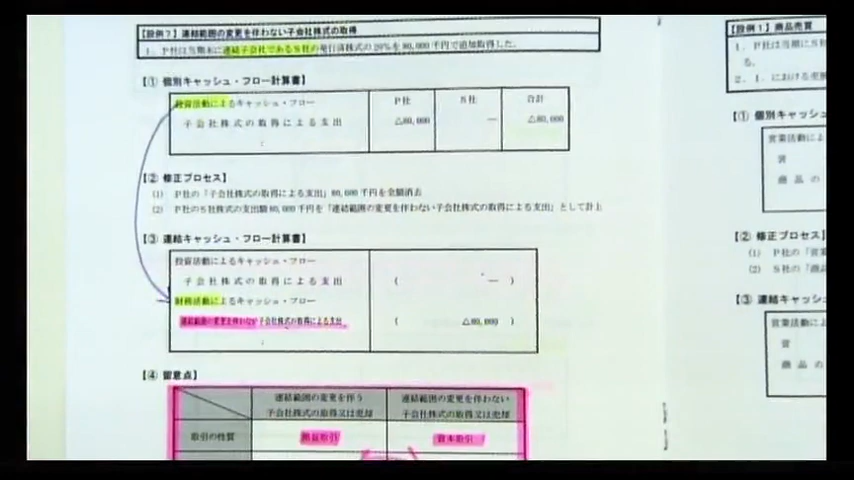 【設例7】連結範囲の変更を伴わない子会社株式の取得
1. P社は当期末に連結子会社であるS社の発行済株式の20%を80,000千円で追加取得した。
【① 個別キャッシュ・フロー計算書】
P社 S社 合計
投資活動によるキャッシュ・フロー
子会社株式の取得による支出 △80,000 ― △80,000
:
【② 修正プロセス】
(1) P社の「子会社株式の取得による支出」80,000千円を全額消去
(2) P社のS社株式の支出額80,000千円を「連結範囲の変更を伴わない子会社株式の取得による支出」として計上
【③ 連結キャッシュ・フロー計算書】
投資活動によるキャッシュ・フロー
子会社株式の取得による支出 ( ― )
財務活動によるキャッシュ・フロー
連結範囲の変更を伴わない子会社株式の取得による支出 ( △80,000 )
:
【④ 留意点】
連結範囲の変更を伴う 子会社株式の取得又は売却
連結範囲の変更を伴わない 子会社株式の取得又は売却
取引の性質 損益取引 資本取引
【設例1】商品売買
1. P社は当期にS社
る。
2. 1. における売
【① 個別キャッシ
営業活動によ
営
商品の
【② 修正プロセス】
(1) P社の「営業
(2) S社の「商品
【③ 連結キャッシュ
営業活動によ
営
商品の